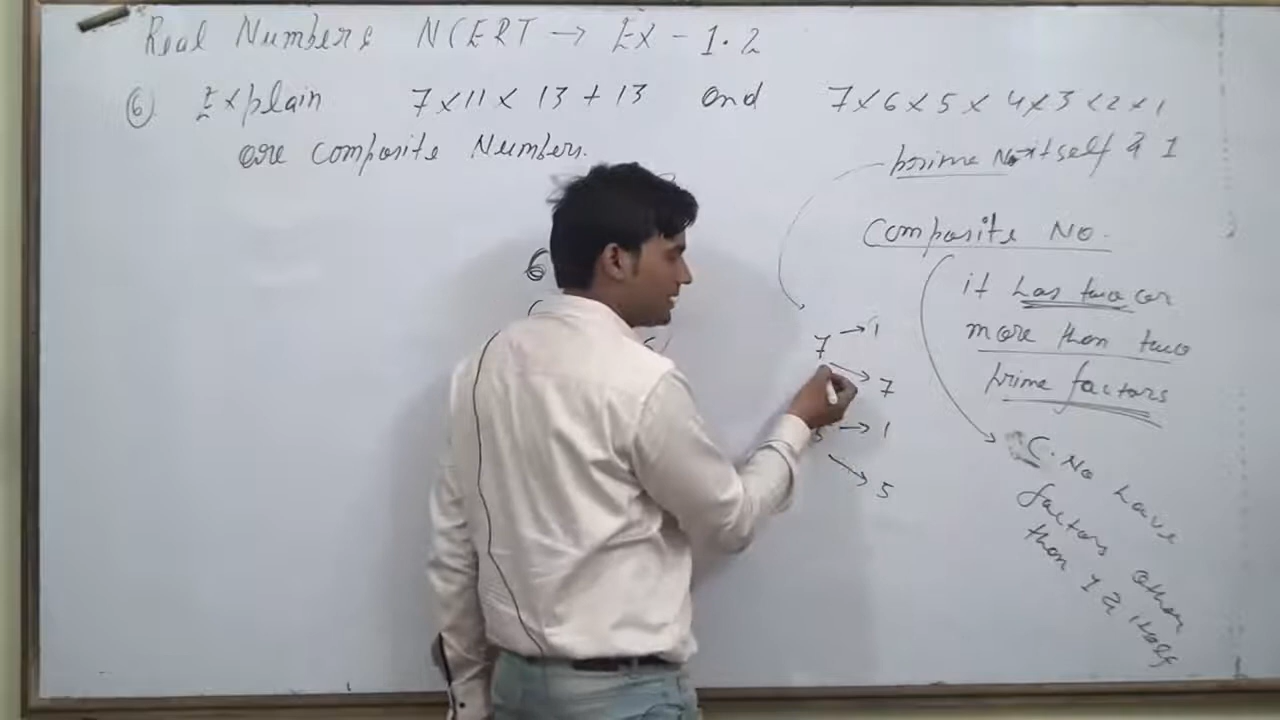 Real Numbers NCERT → Ex - 1.2
⑥ Explain 7 x 11 x 13 + 13 and 7 x 6 x 5 x 4 x 3 x 2 x 1
are composite Numbers.
prime No itself & 1
Composite No.
it has two or
more than two
prime factors
6
7 → 1
→ 7
5 → 1
→ 5
C. No have
factors other
than 1 & itself